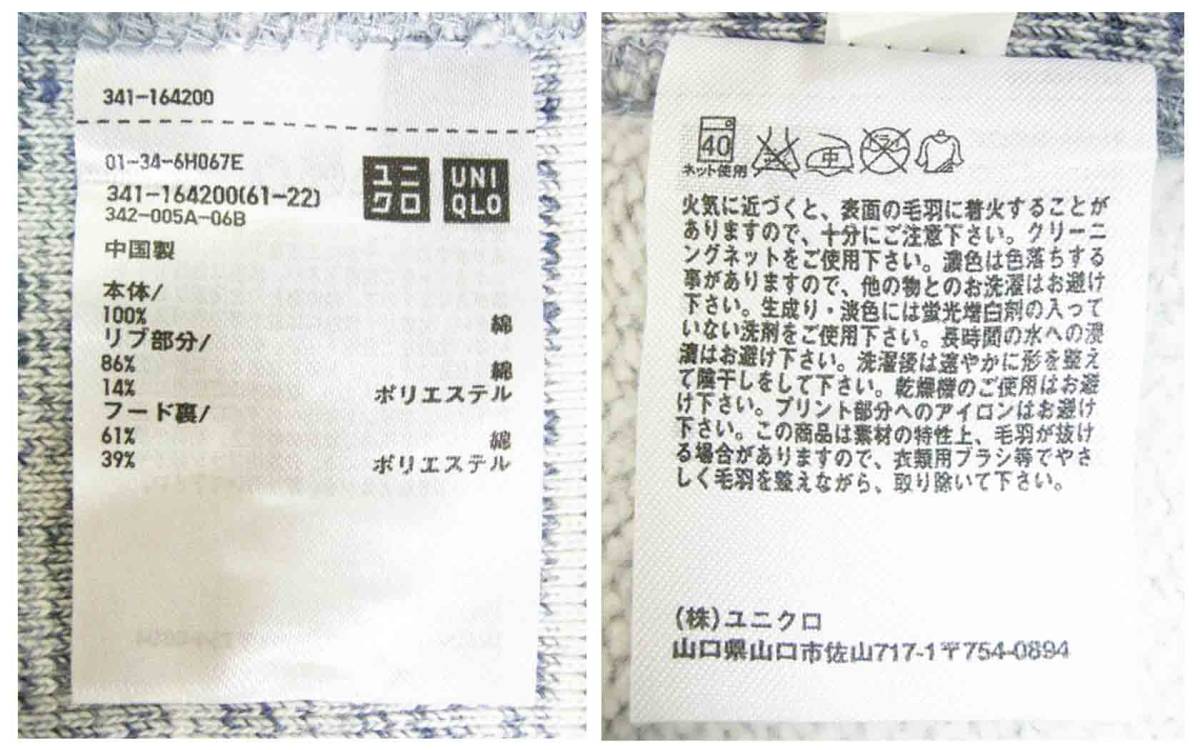 341-164200
01-34-6H067E
341-164200(61-22)
342-005A-06B
ユニ
クロ
UNI
QLO
中国製
本体/
100% 綿
リブ部分/
86% 綿
14% ポリエステル
フード裏/
61% 綿
39% ポリエステル
40
ネット使用
中
ドライ
火気に近づくと、表面の毛羽に着火することが
ありますので、十分にご注意下さい。クリーニ
ングネットをご使用下さい。濃色は色落ちする
事がありますので、他の物とのお洗濯はお避け
下さい。生成り・淡色には蛍光増白剤の入って
いない洗剤をご使用下さい。長時間の水への浸
漬はお避け下さい。洗濯後は速やかに形を整え
て陰干しをして下さい。乾燥機のご使用はお避
け下さい。プリント部分へのアイロンはお避け
下さい。この商品は素材の特性上、毛羽が抜け
る場合がありますので、衣類用ブラシ等でやさ
しく毛羽を整えながら、取り除いて下さい。
(株)ユニクロ
山口県山口市佐山717-1〒754-0894